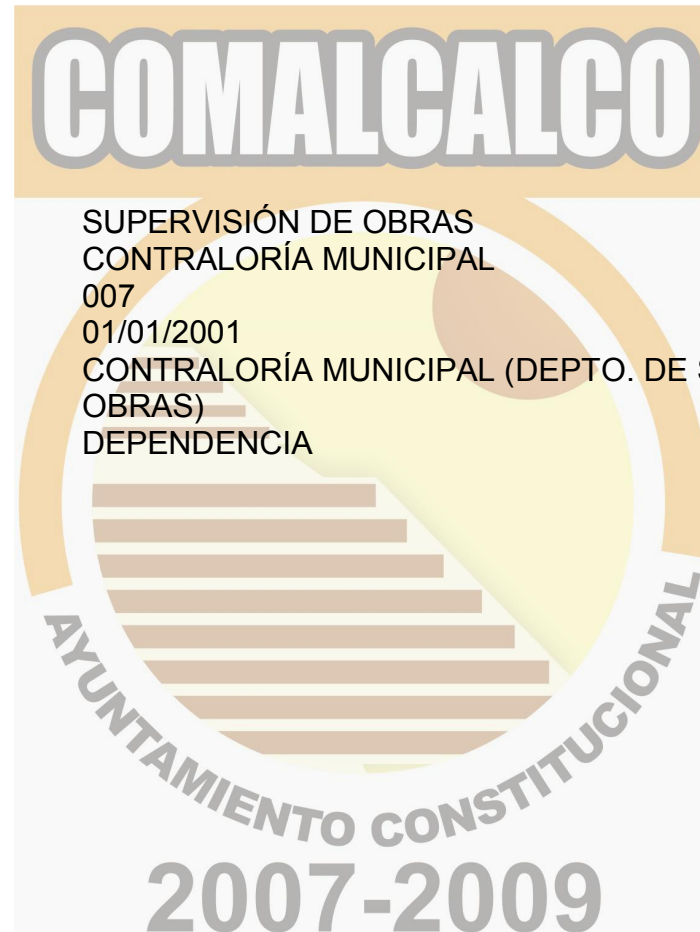 COMALCALCO
SUPERVISIÓN DE OBRAS
CONTRALORÍA MUNICIPAL
007
01/01/2001
CONTRALORÍA MUNICIPAL (DEPTO. DE
OBRAS)
DEPENDENCIA
AYUNTAMIENTO CONSTITUCIONAL
2007-2009